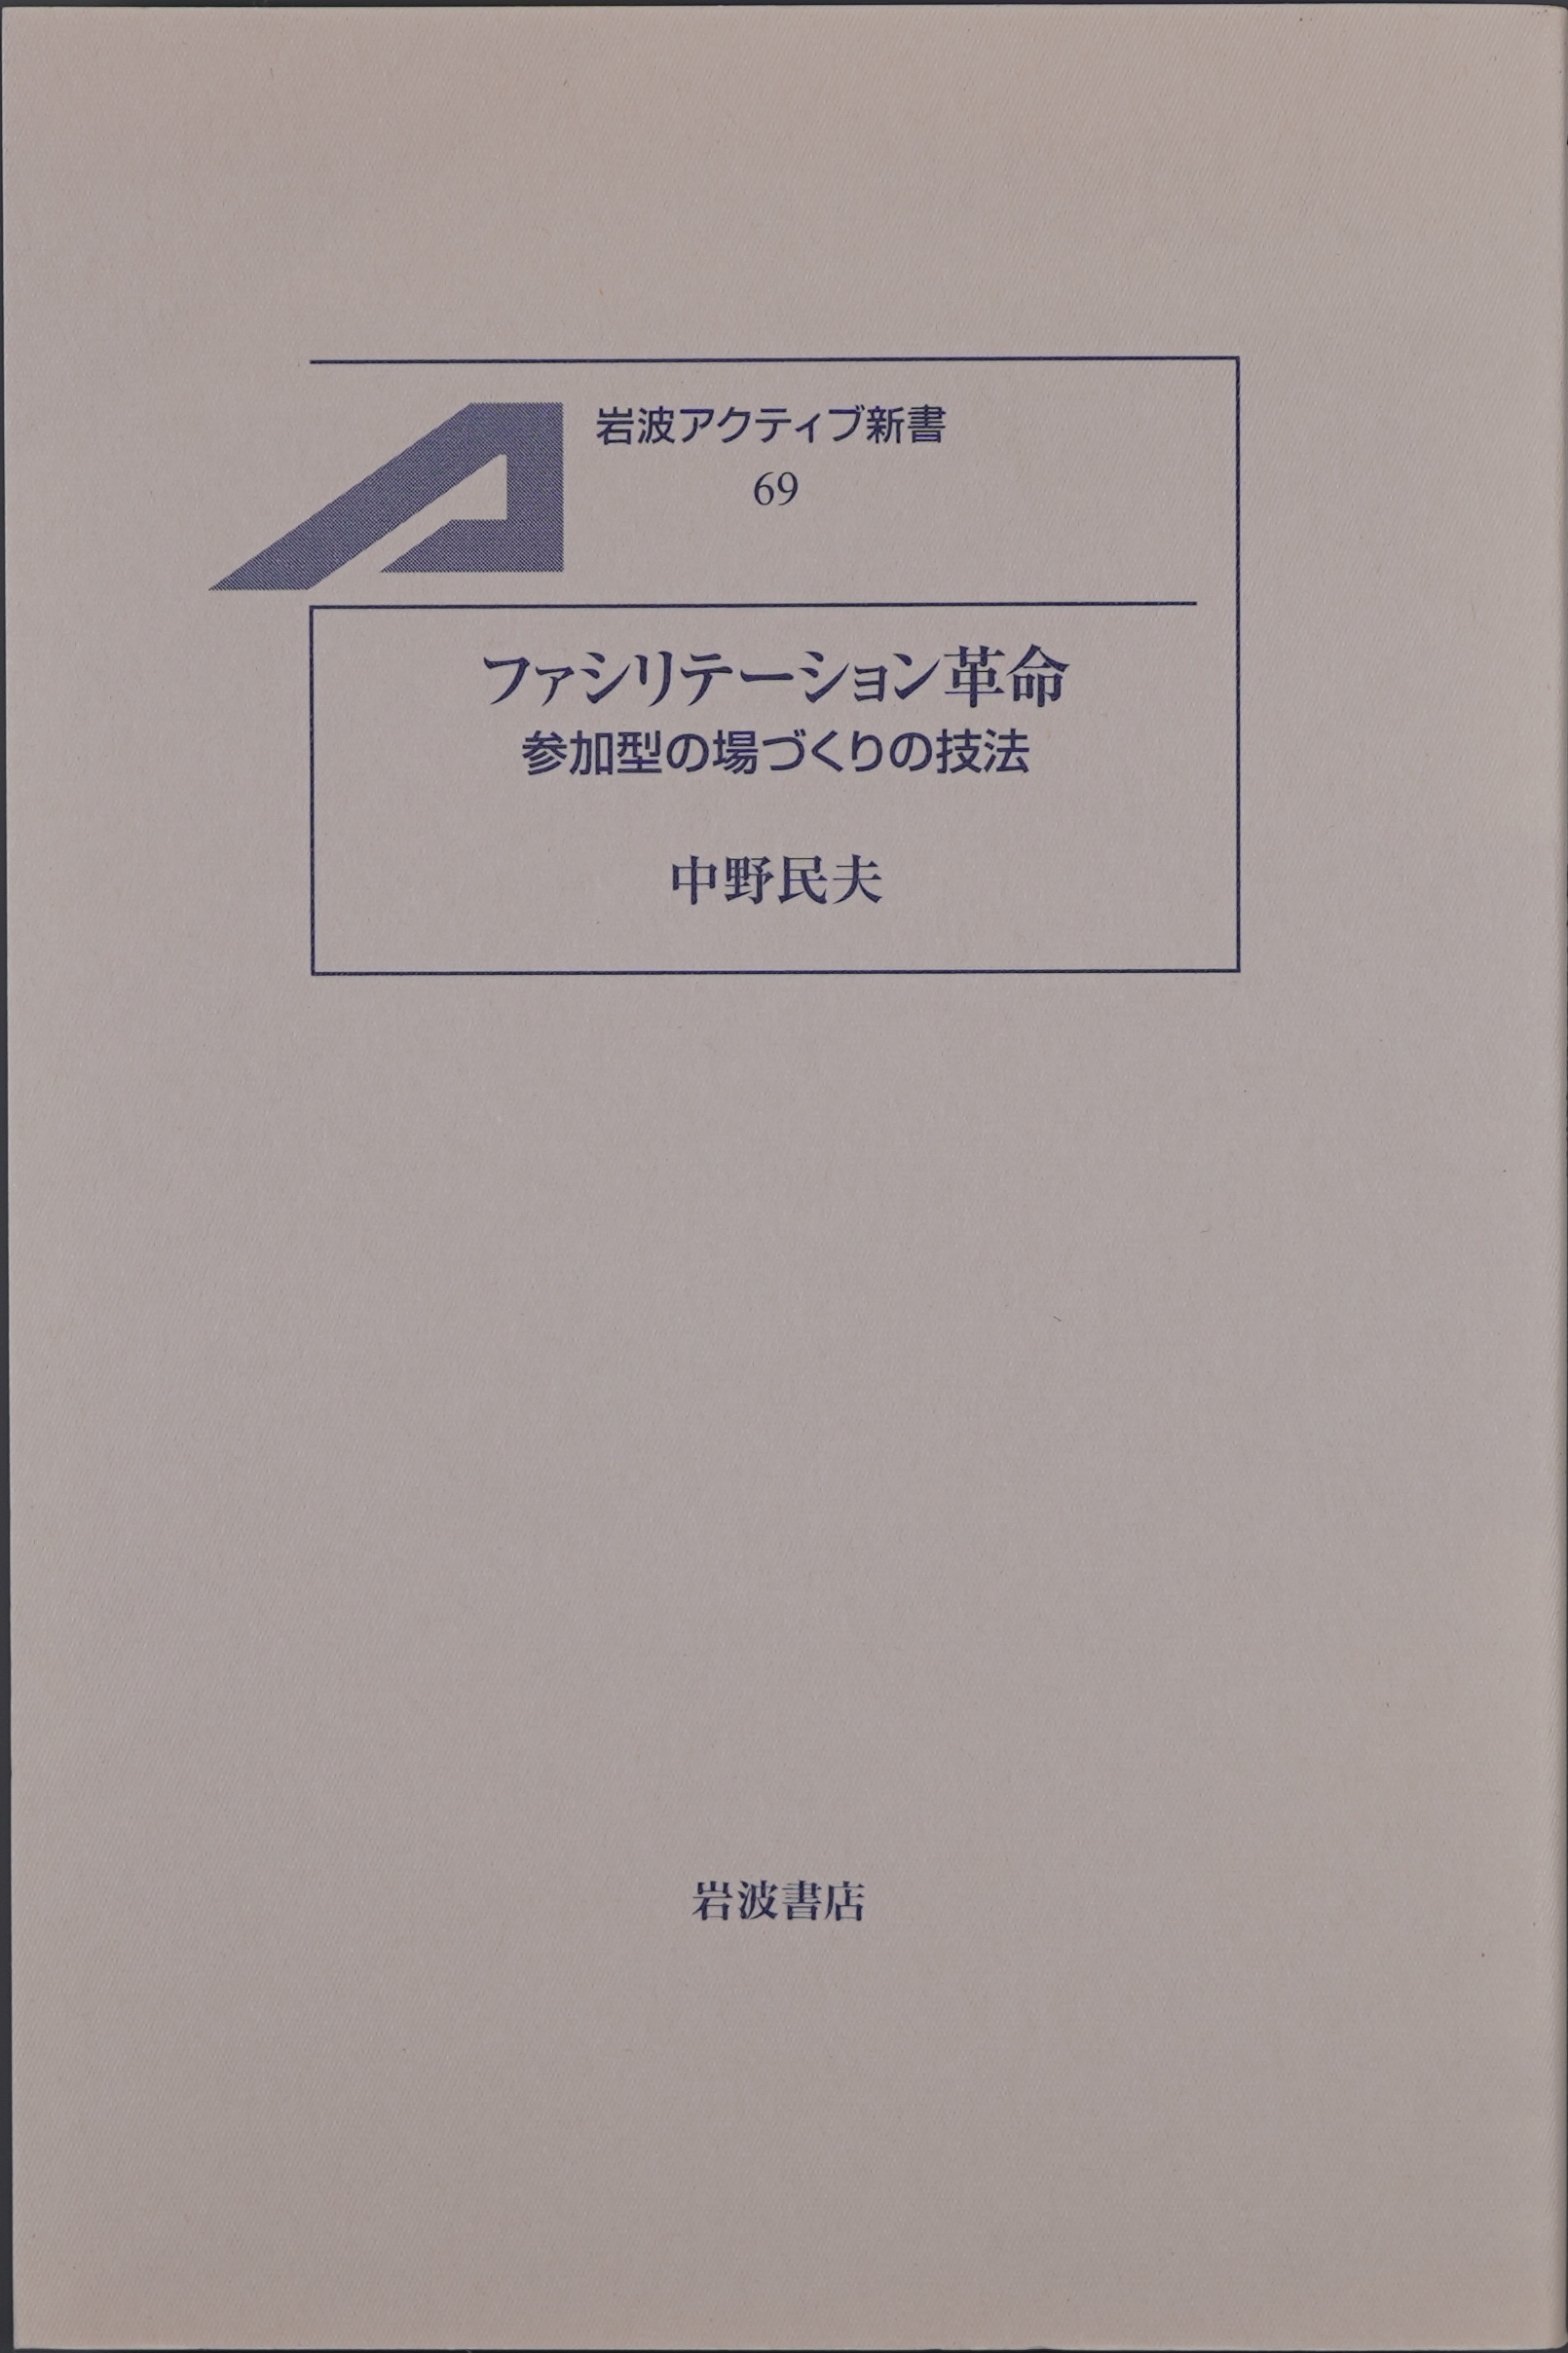 岩波アクティブ新書
69
ファシリテーション革命
参加型の場づくりの技法
中野民夫
岩波書店